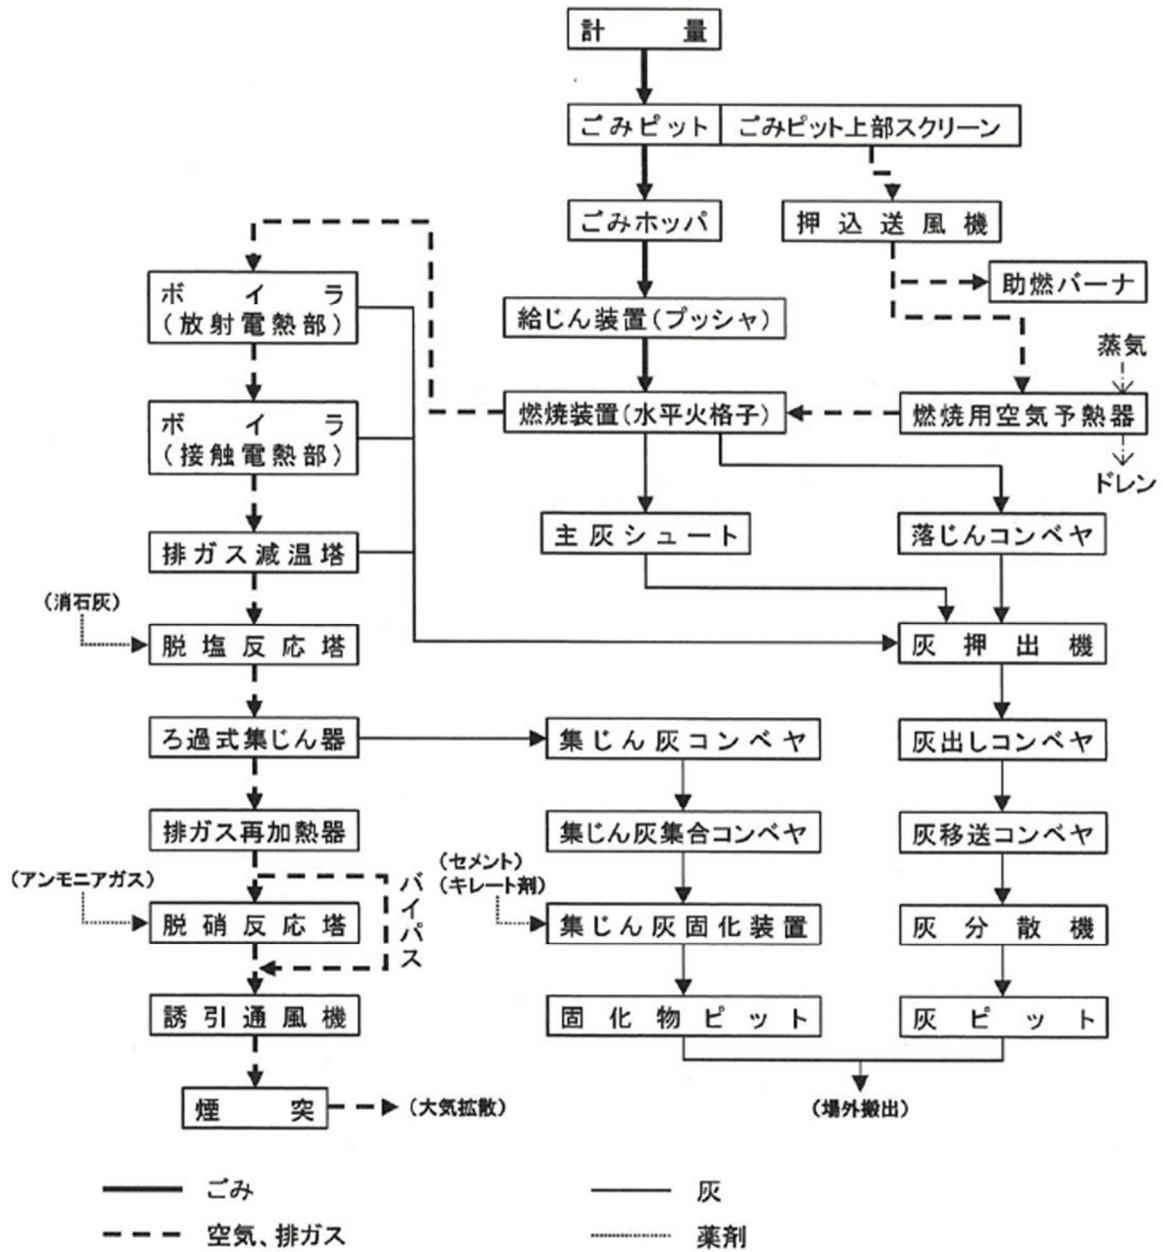 計量
ごみピット
ごみピット上部スクリーン
ごみホッパ
押込送風機
助燃バーナ
給じん装置(プッシャ)
蒸気
ボイラ
(放射電熱部)
燃焼装置(水平火格子)
燃焼用空気予熱器
ドレン
ボイラ
(接触電熱部)
排ガス減温塔
主灰シュート
落じんコンベヤ
(消石灰)
脱塩反応塔
灰押出機
ろ過式集じん器
集じん灰コンベヤ
灰出しコンベヤ
排ガス再加熱器
集じん灰集合コンベヤ
灰移送コンベヤ
(アンモニアガス)
バイパス
(セメント)
(キレート剤)
脱硝反応塔
集じん灰固化装置
灰分散機
誘引通風機
固化物ピット
灰ピット
煙突
(大気拡散)
(場外搬出)
ごみ
灰
空気、排ガス
薬剤